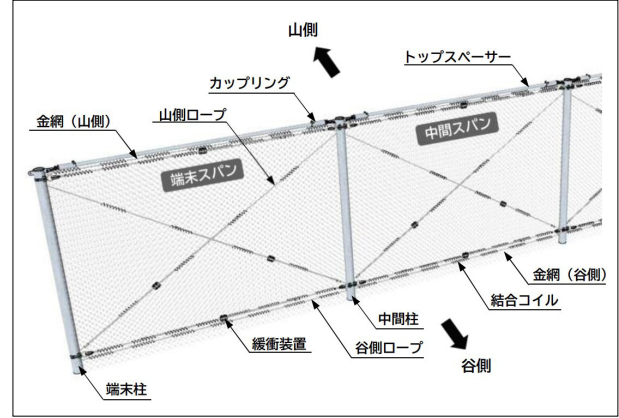 山側
トップスペーサー
カップリング
山側ロープ
金網（山側）
中間スパン
端末スパン
金網（谷側）
結合コイル
中間柱
緩衝装置
谷側ロープ
谷側
端末柱